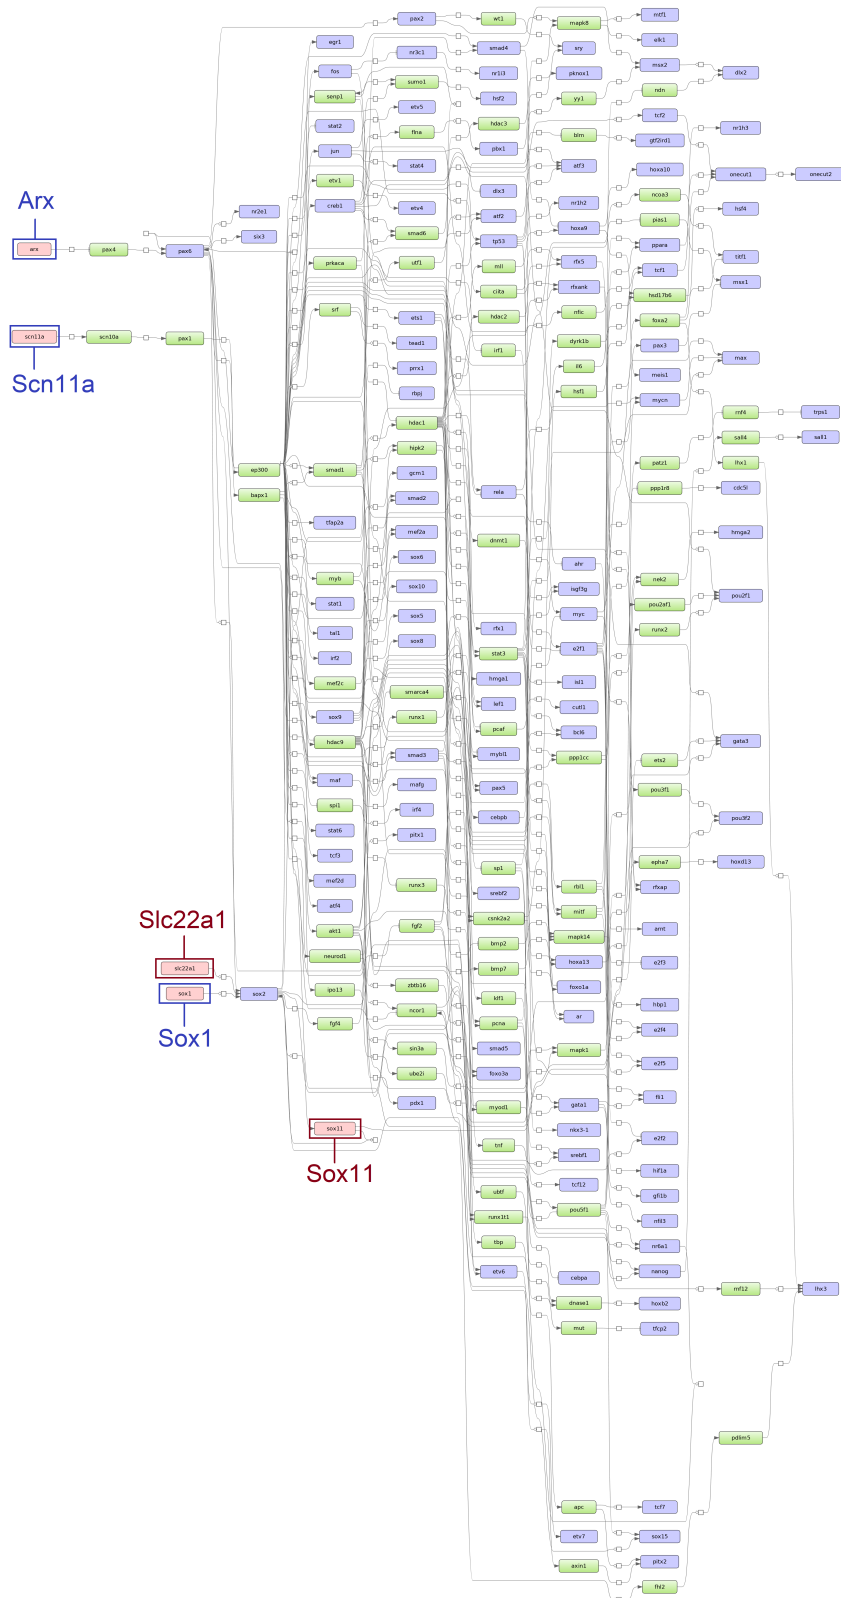 Arx
arx
pax4
pax6
Scn11a
scn11a
scn10a
pax1
Slc22a1
slc22a1
sox1
Sox1
sox2
sox11
Sox11
nr2e1
six3
ep300
bapx1
egr1
fos
senp1
stat2
jun
etv1
creb1
prkaca
srf
smad1
tfap2a
myb
stat1
tal1
irf2
mef2c
sox9
hdac9
maf
spi1
stat6
tcf3
mef2d
atf4
akt1
neurod1
ipo13
fgf4
pax2
nr3c1
sumo1
etv5
flna
stat4
etv4
smad6
utf1
ets1
tead1
prrx1
rbpj
hdac1
hipk2
gcm1
smad2
mef2a
sox6
sox10
sox5
sox8
smarca4
runx1
smad3
mafg
irf4
pitx1
runx3
fgf2
zbtb16
ncor1
sin3a
ube2i
pdx1
wt1
smad4
nr1i3
hsf2
hdac3
pbx1
dlx3
atf2
tp53
mll
ciita
hdac2
irf1
rela
dnmt1
rfx1
stat3
hmga1
lef1
pcaf
mybl1
pax5
cebpb
sp1
srebf2
csnk2a2
bmp2
bmp7
klf1
pcna
smad5
foxo3a
myod1
tnf
ubtf
runx1t1
tbp
etv6
mapk8
sry
pknox1
yy1
blm
atf3
nr1h2
hoxa9
rfx5
rfxank
nfic
dyrk1b
il6
hsf1
ahr
isgf3g
myc
e2f1
isl1
cutl1
bcl6
ppp1cc
rbl1
mitf
mapk14
hoxa13
foxo1a
ar
mapk1
gata1
nkx3-1
srebf1
tcf12
pou5f1
cebpa
dnase1
mut
apc
etv7
axin1
mtf1
elk1
msx2
ndn
tcf2
gtf2ird1
hoxa10
ncoa3
pias1
ppara
tcf1
hsd17b6
foxa2
pax3
meis1
mycn
patz1
ppp1r8
nek2
pou2af1
runx2
ets2
pou3f1
epha7
rfxap
arnt
e2f3
hbp1
e2f4
e2f5
fli1
e2f2
hif1a
gfi1b
nfil3
nr6a1
nanog
hoxb2
tfcp2
tcf7
sox15
pitx2
fhl2
dlx2
nr1h3
onecut1
hsf4
titf1
msx1
max
rnf4
sall4
lhx1
cdc5l
hmga2
pou2f1
gata3
pou3f2
hoxd13
rnf12
pdlim5
onecut2
trps1
sall1
lhx3